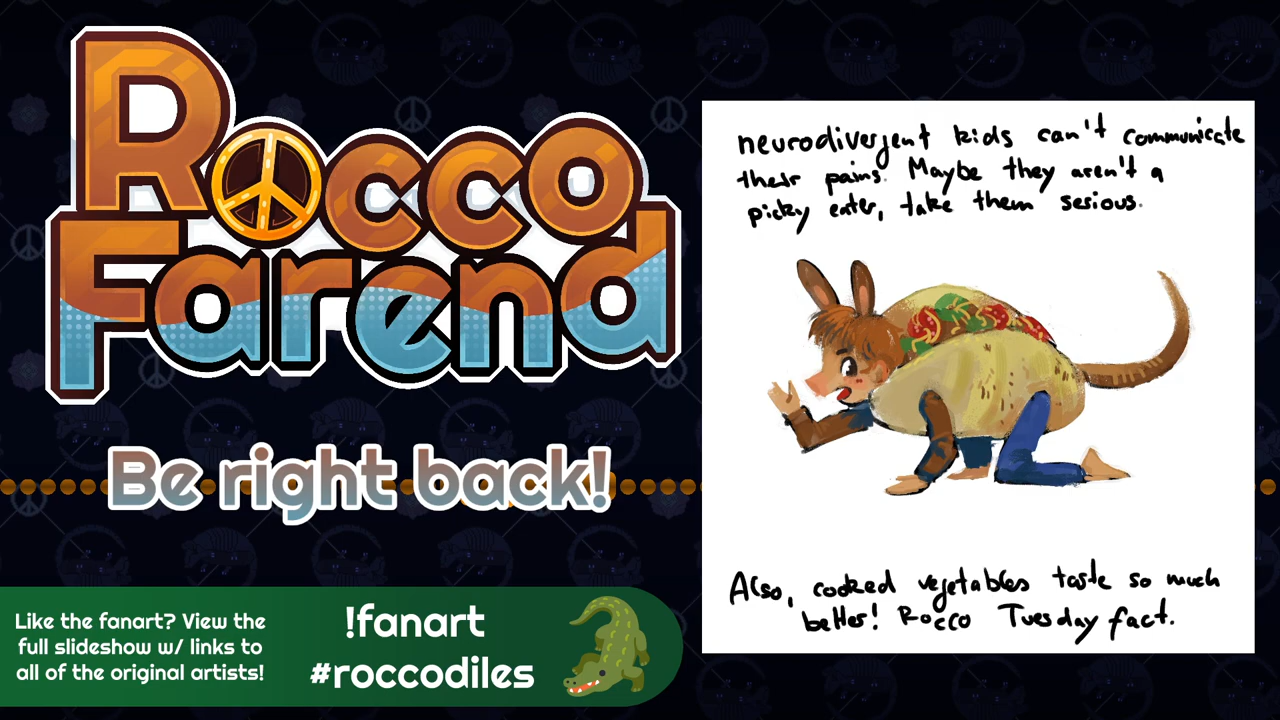 Rocco
Farend
Be right back!
Like the fanart? View the
full slideshow w/ links to
all of the original artists!
!fanart
#roccodiles
neurodivergent kids can't communicate
their pains. Maybe they aren't a
picky eater, take them serious.
Also, cooked vegetables taste so much
better! Rocco Tuesday fact.